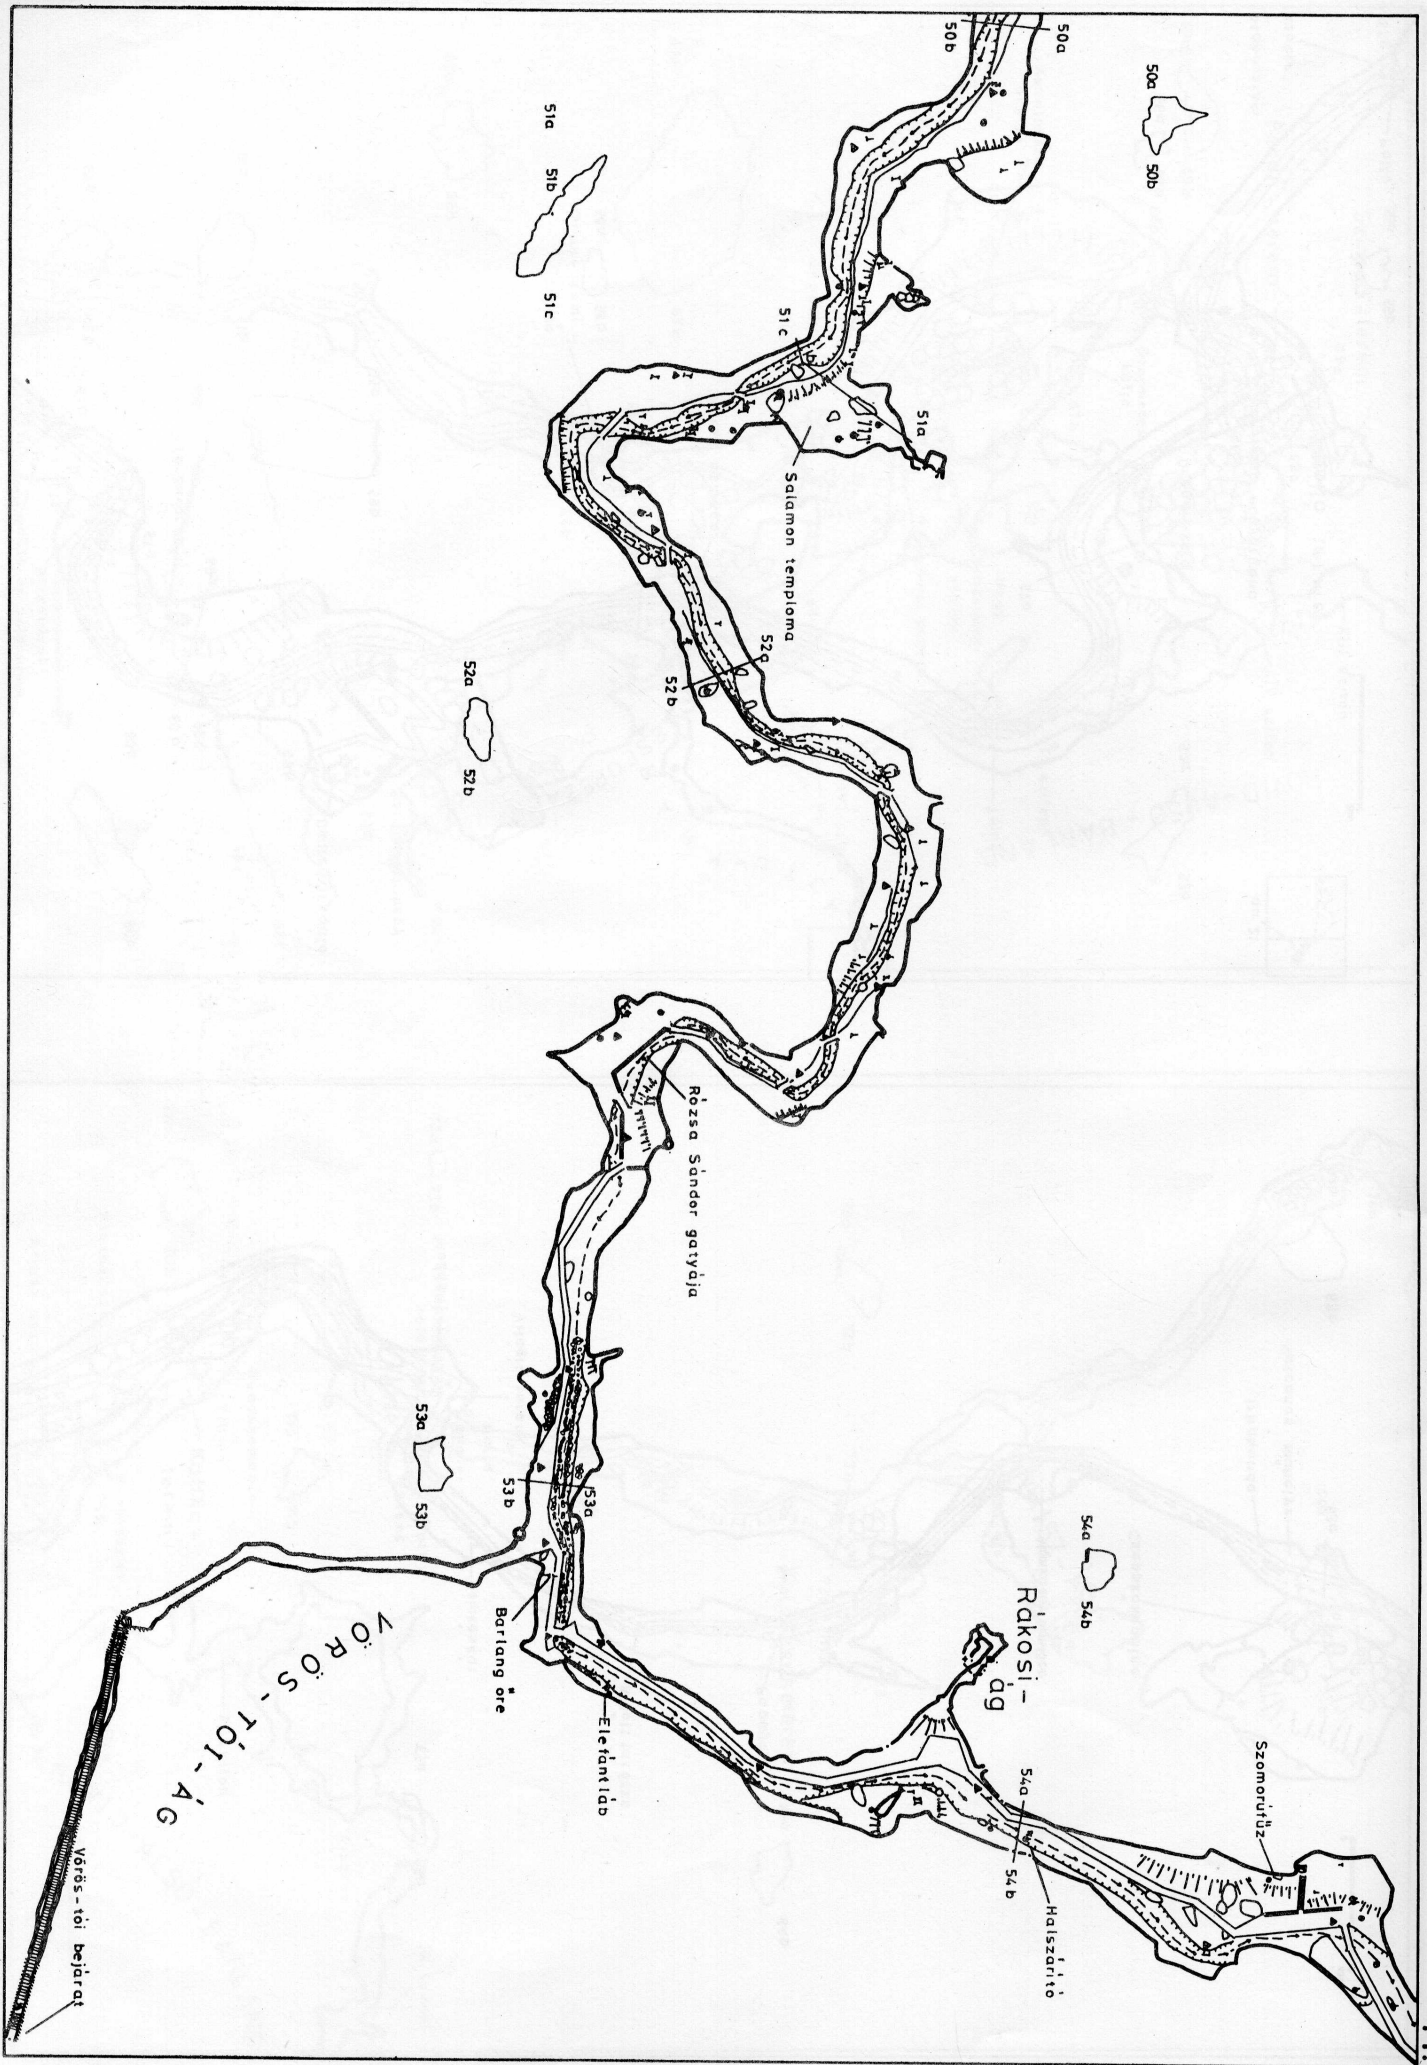 50a
50b
50a
50b
51a
51b
51c
51c
51a
Salamon temploma
52a
52b
52a
52b
Rózsa Sándor gatyája
53a
53b
53b
53a
Barlang őre
Elefántláb
VÖRÖS-TÓI-ÁG
Vörös-tói bejárat
54a
54b
Rákosi-
ág
54a
54b
Halszárító
Szomorúfűz